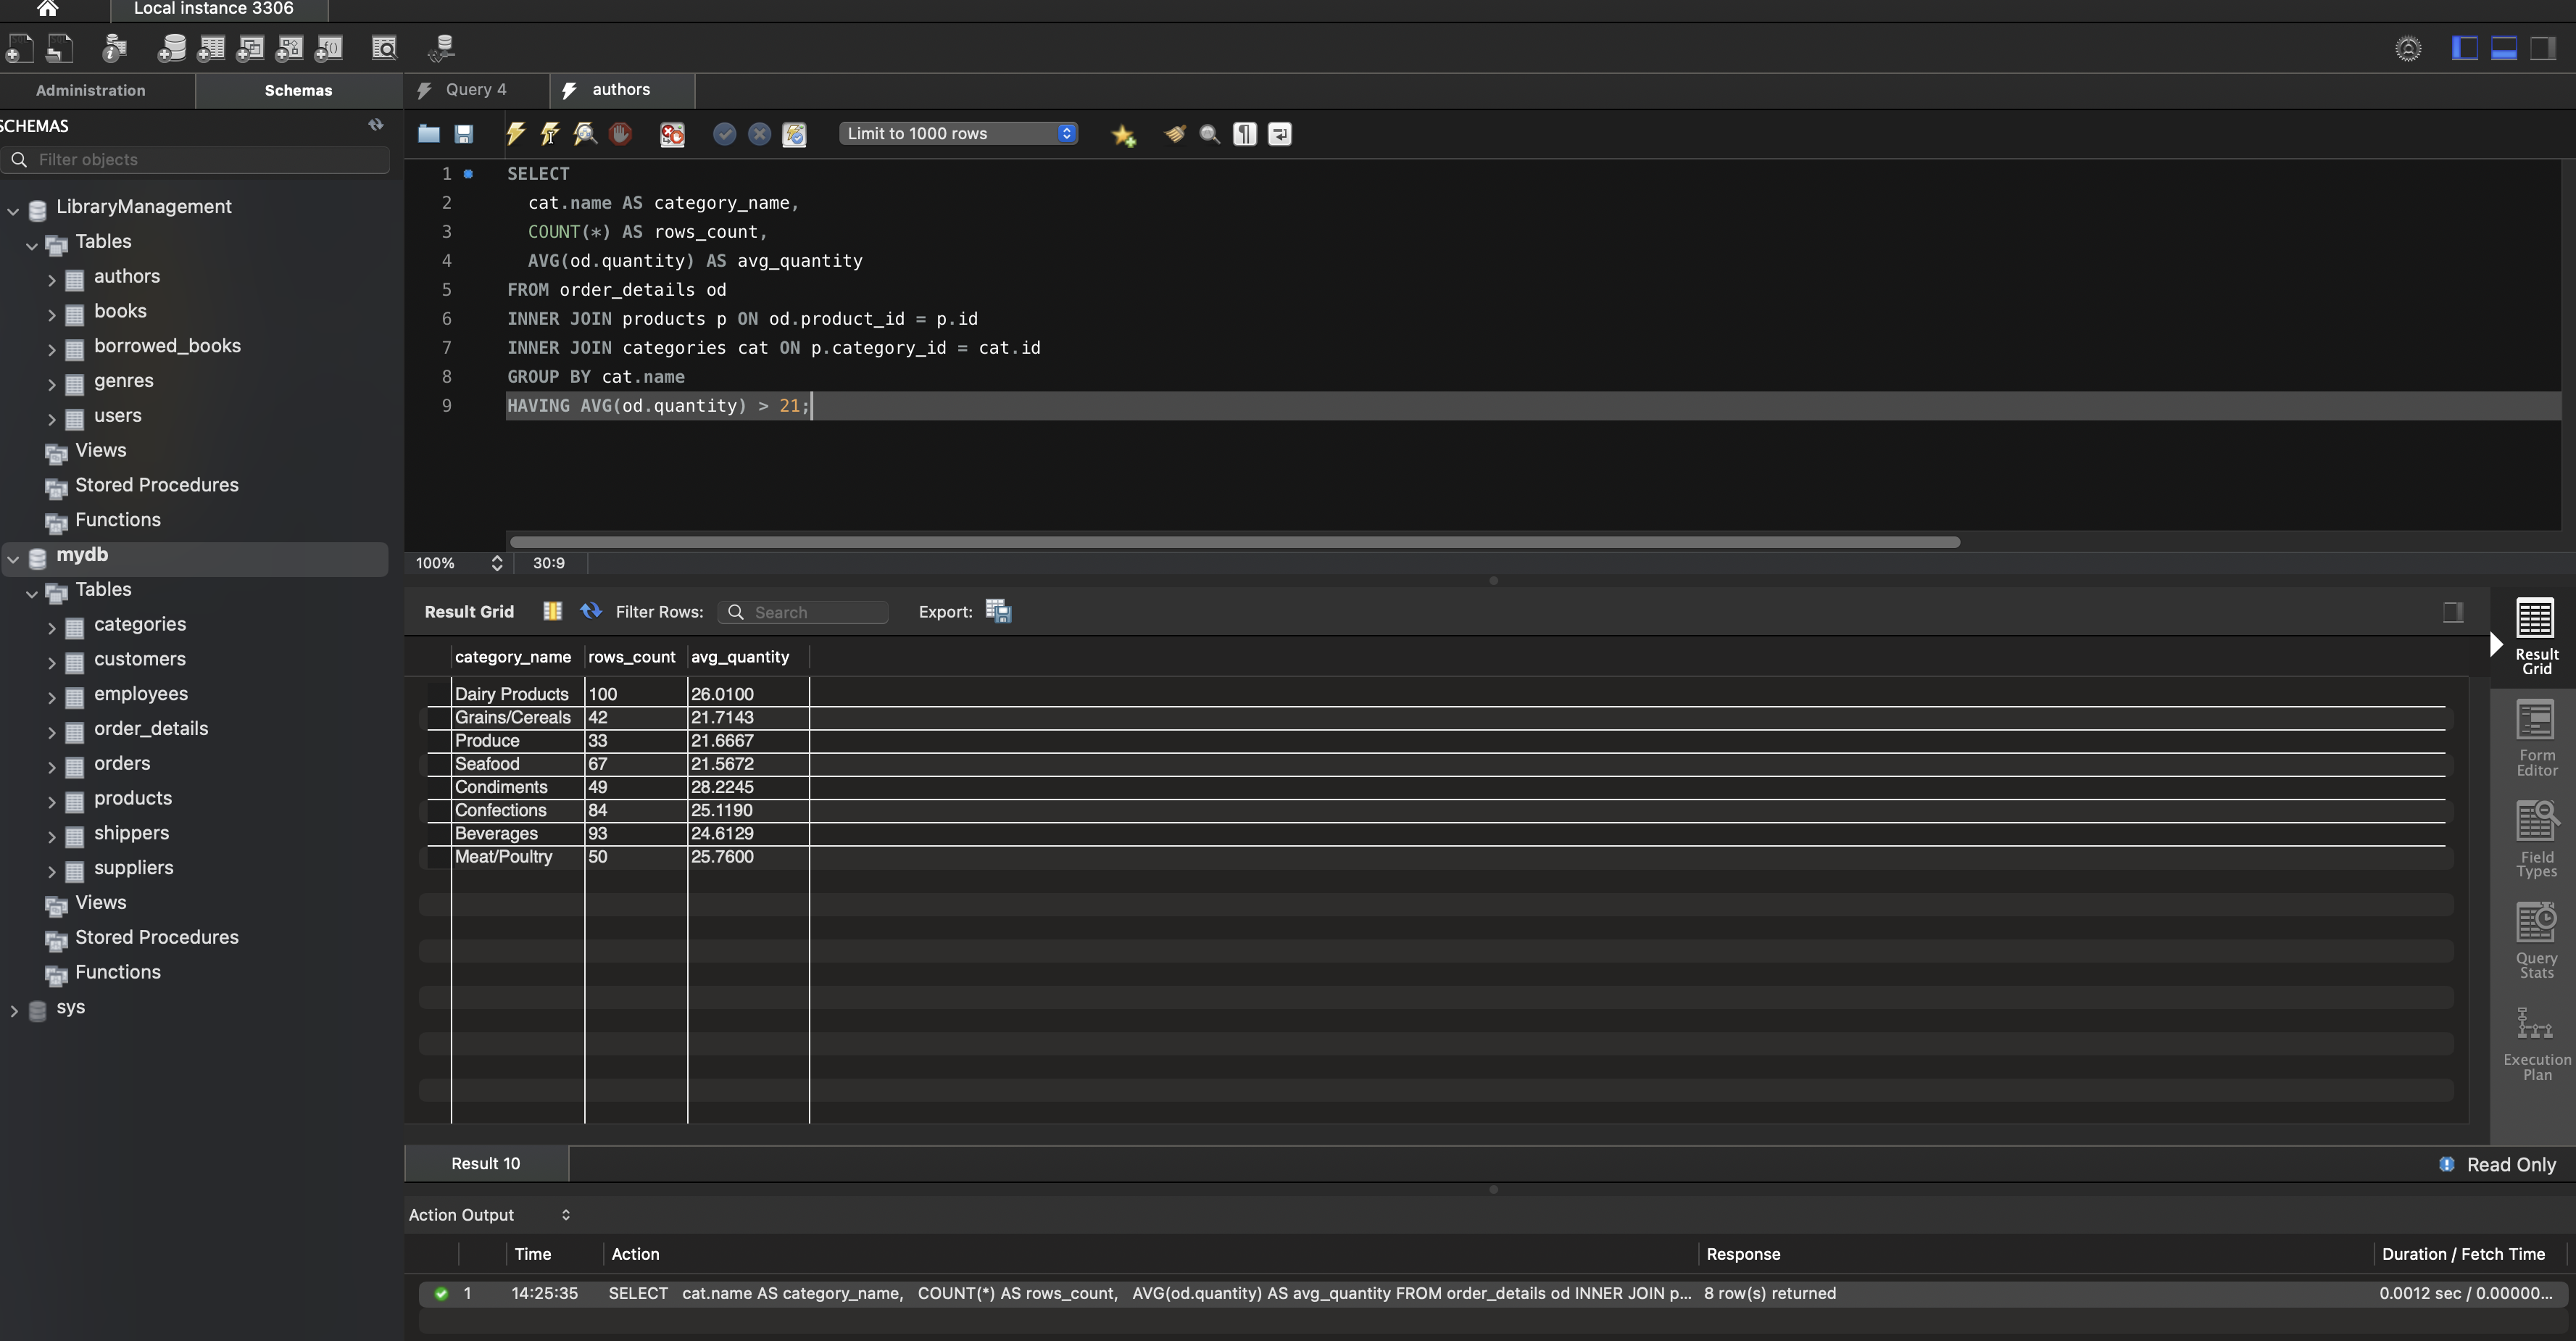 Local instance 3306
Administration
Schemas
Query 4
authors
SCHEMAS
Filter objects
Limit to 1000 rows
LibraryManagement
Tables
authors
books
borrowed_books
genres
users
Views
Stored Procedures
Functions
mydb
Tables
categories
customers
employees
order_details
orders
products
shippers
suppliers
Views
Stored Procedures
Functions
sys
1 SELECT
2 cat.name AS category_name,
3 COUNT(*) AS rows_count,
4 AVG(od.quantity) AS avg_quantity
5 FROM order_details od
6 INNER JOIN products p ON od.product_id = p.id
7 INNER JOIN categories cat ON p.category_id = cat.id
8 GROUP BY cat.name
9 HAVING AVG(od.quantity) > 21;
100% 30:9
Result Grid Filter Rows: Search Export:
category_name rows_count avg_quantity
Dairy Products 100 26.0100
Grains/Cereals 42 21.7143
Produce 33 21.6667
Seafood 67 21.5672
Condiments 49 28.2245
Confections 84 25.1190
Beverages 93 24.6129
Meat/Poultry 50 25.7600
Result
Grid
Form
Editor
Field
Types
Query
Stats
Execution
Plan
Result 10
Read Only
Action Output
Time Action Response Duration / Fetch Time
1 14:25:35 SELECT cat.name AS category_name, COUNT(*) AS rows_count, AVG(od.quantity) AS avg_quantity FROM order_details od INNER JOIN p... 8 row(s) returned 0.0012 sec / 0.00000...